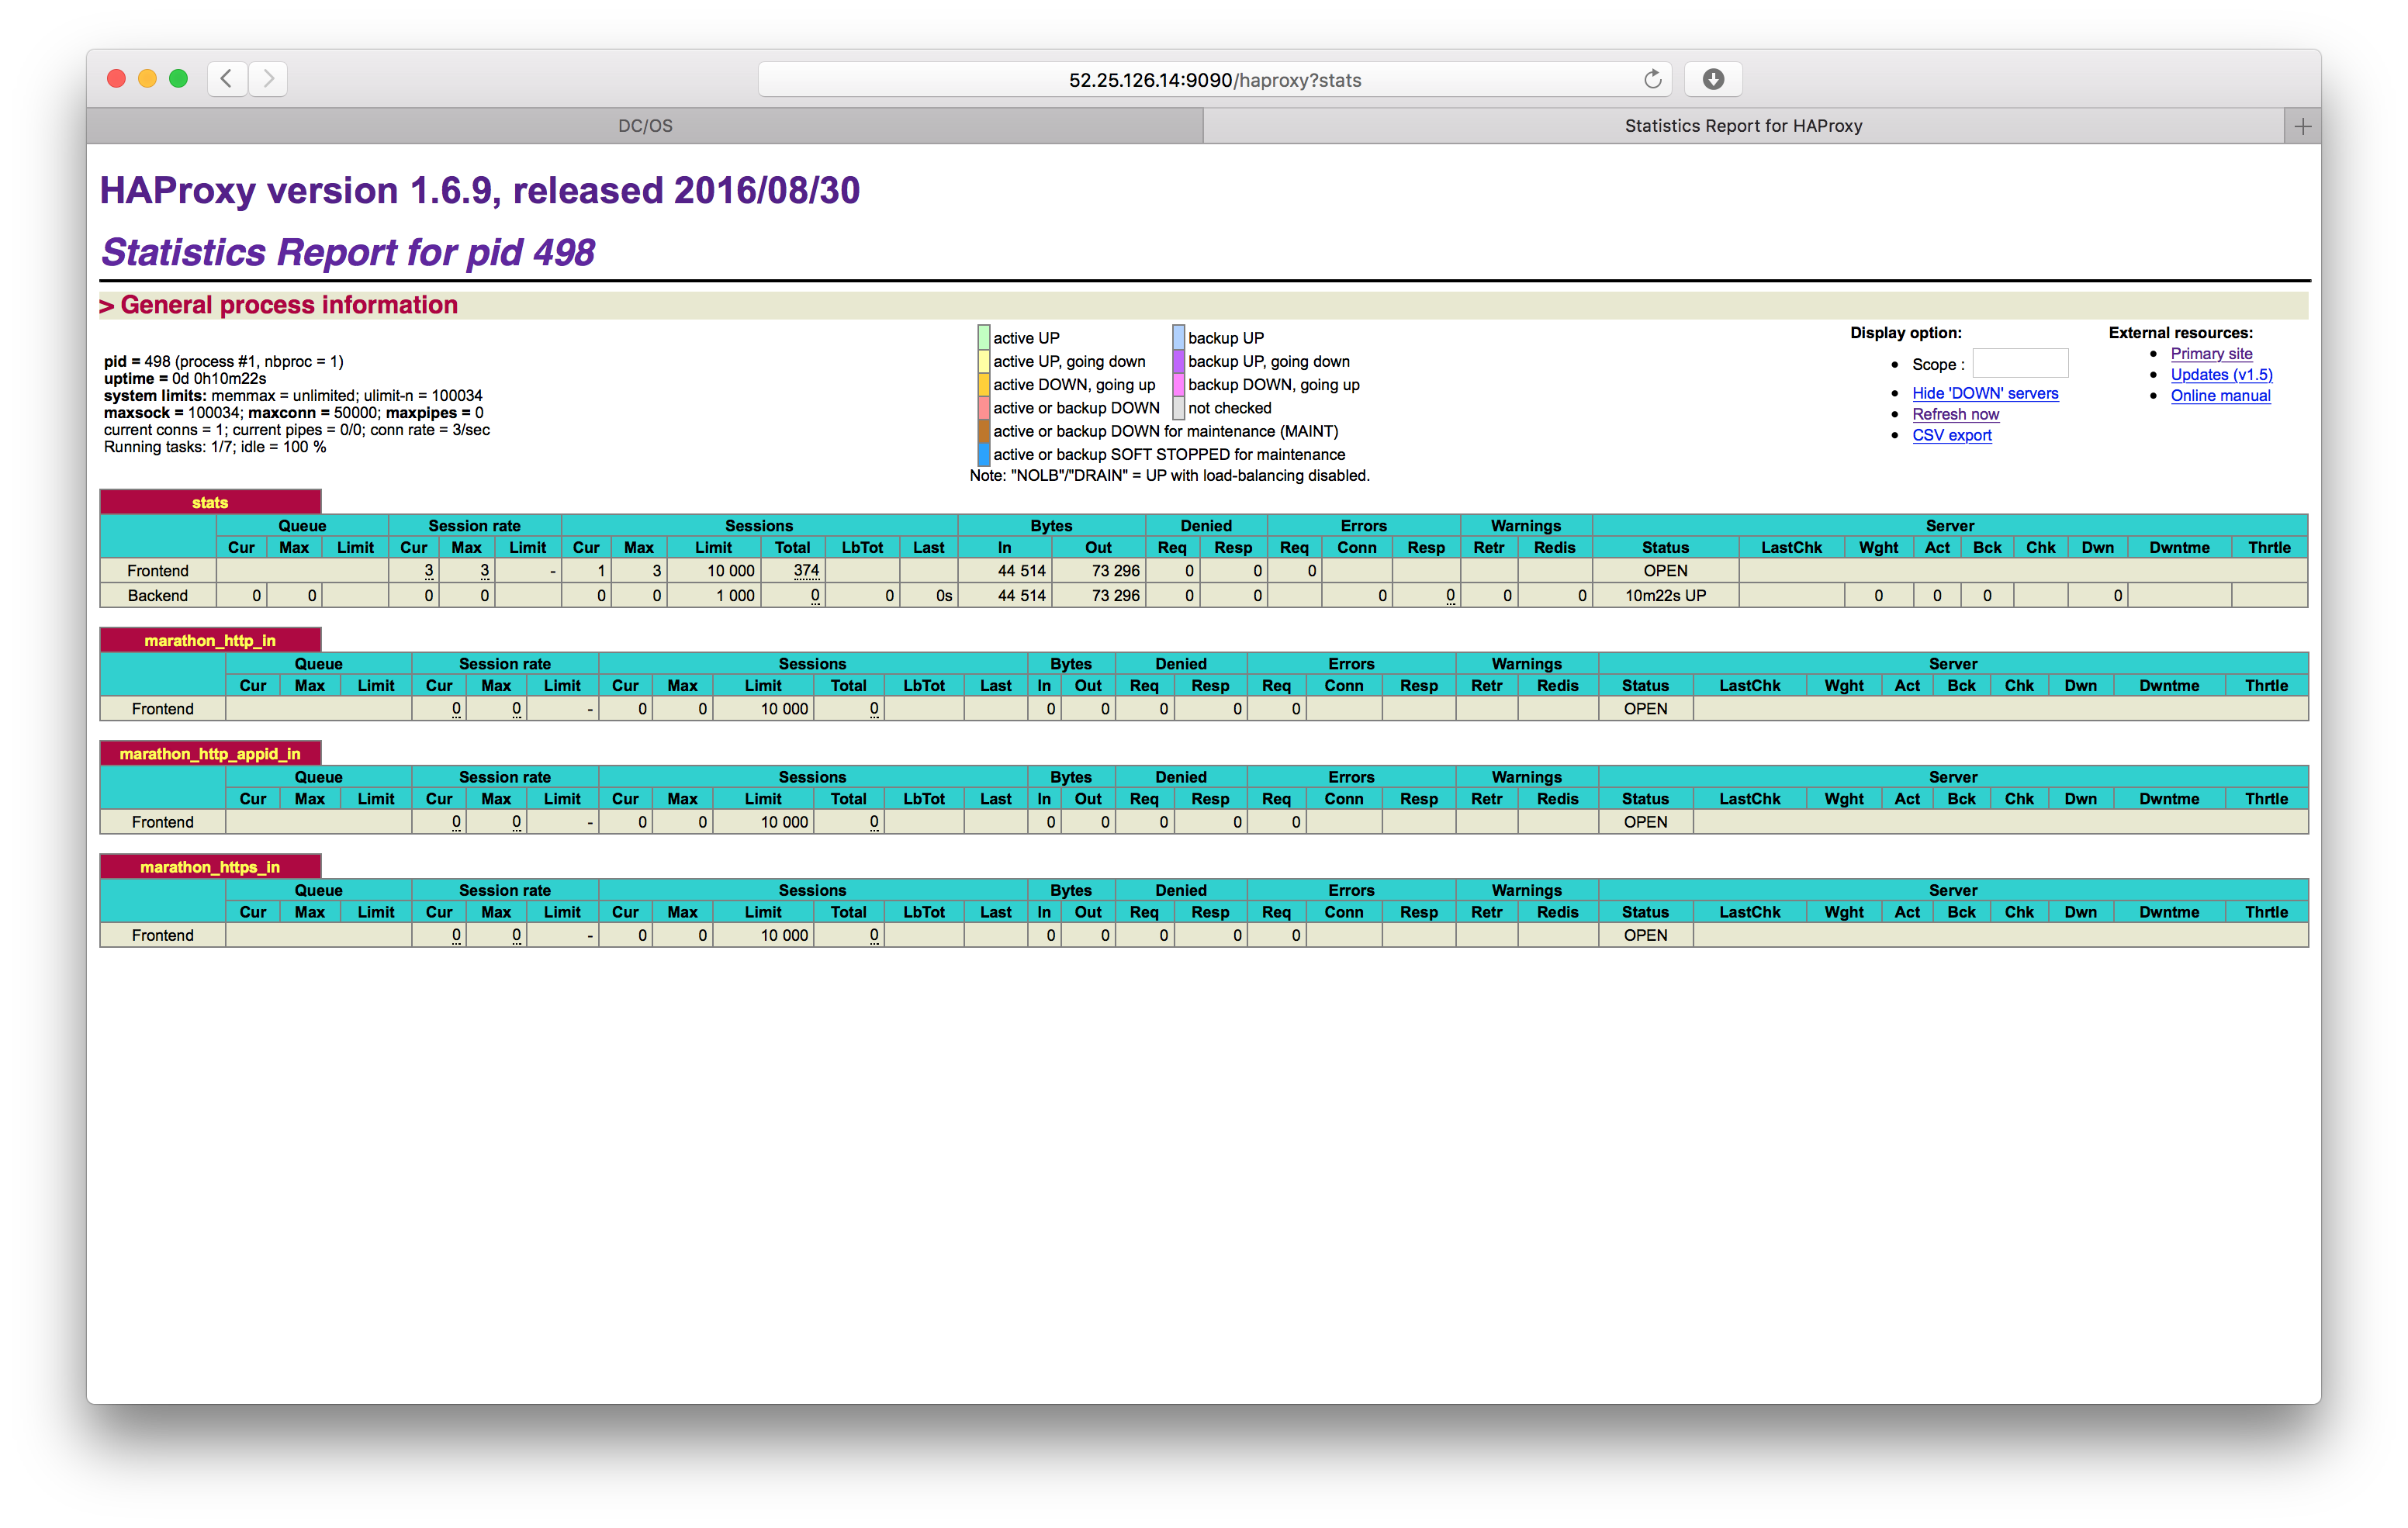 52.25.126.14:9090/haproxy?stats
DC/OS
Statistics Report for HAProxy
HAProxy version 1.6.9, released 2016/08/30
Statistics Report for pid 498
> General process information
pid = 498 (process #1, nbproc = 1)
uptime = 0d 0h10m22s
system limits: memmax = unlimited; ulimit-n = 100034
maxsock = 100034; maxconn = 50000; maxpipes = 0
current conns = 1; current pipes = 0/0; conn rate = 3/sec
Running tasks: 1/7; idle = 100 %
active UP backup UP
active UP, going down backup UP, going down
active DOWN, going up backup DOWN, going up
active or backup DOWN not checked
active or backup DOWN for maintenance (MAINT)
active or backup SOFT STOPPED for maintenance
Note: "NOLB"/"DRAIN" = UP with load-balancing disabled.
Display option:
Scope :
Hide 'DOWN' servers
Refresh now
CSV export
External resources:
Primary site
Updates (v1.5)
Online manual
stats
Queue Session rate Sessions Bytes Denied Errors Warnings Server
Cur Max Limit Cur Max Limit Cur Max Limit Total LbTot Last In Out Req Resp Req Conn Resp Retr Redis Status LastChk Wght Act Bck Chk Dwn Dwntme Thrtle
Frontend 3 3 - 1 3 10 000 374 44 514 73 296 0 0 0 OPEN
Backend 0 0 0 0 0 0 1 000 0 0 0s 44 514 73 296 0 0 0 0 0 0 10m22s UP 0 0 0 0
marathon_http_in
Queue Session rate Sessions Bytes Denied Errors Warnings Server
Cur Max Limit Cur Max Limit Cur Max Limit Total LbTot Last In Out Req Resp Req Conn Resp Retr Redis Status LastChk Wght Act Bck Chk Dwn Dwntme Thrtle
Frontend 0 0 - 0 0 10 000 0 0 0 0 0 0 OPEN
marathon_http_appid_in
Queue Session rate Sessions Bytes Denied Errors Warnings Server
Cur Max Limit Cur Max Limit Cur Max Limit Total LbTot Last In Out Req Resp Req Conn Resp Retr Redis Status LastChk Wght Act Bck Chk Dwn Dwntme Thrtle
Frontend 0 0 - 0 0 10 000 0 0 0 0 0 0 OPEN
marathon_https_in
Queue Session rate Sessions Bytes Denied Errors Warnings Server
Cur Max Limit Cur Max Limit Cur Max Limit Total LbTot Last In Out Req Resp Req Conn Resp Retr Redis Status LastChk Wght Act Bck Chk Dwn Dwntme Thrtle
Frontend 0 0 - 0 0 10 000 0 0 0 0 0 0 OPEN